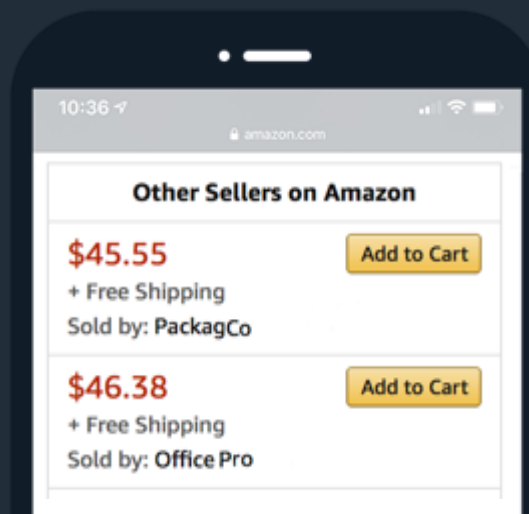 10:36
amazon.com
Other Sellers on Amazon
$45.55
Add to Cart
+ Free Shipping
Sold by: PackagCo
$46.38
Add to Cart
+ Free Shipping
Sold by: Office Pro